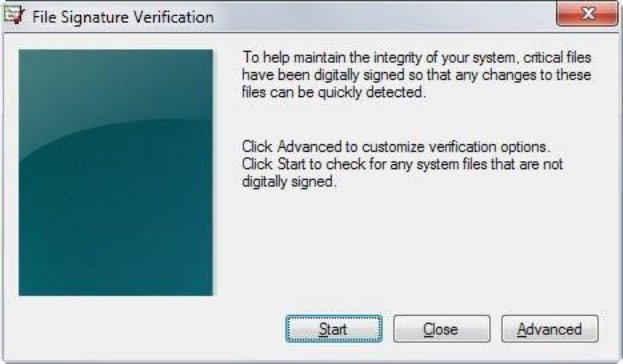 File Signature Verification
To help maintain the integrity of your system, critical files
have been digitally signed so that any changes to these
files can be quickly detected.
Click Advanced to customize verification options.
Click Start to check for any system files that are not
digitally signed.
Start Close Advanced